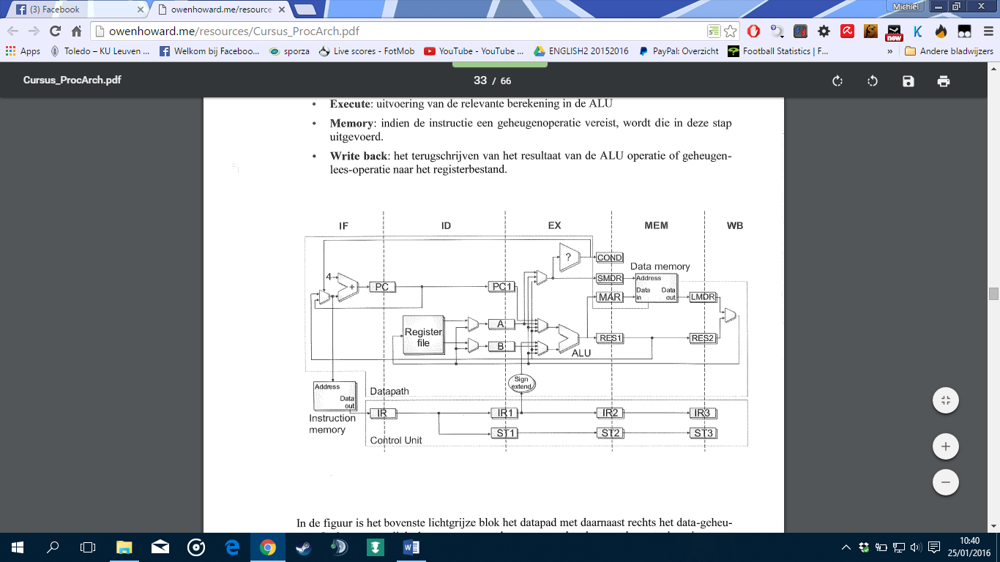 (3) Facebook
owenhoward.me/resource
Michiel
owenhoward.me/resources/Cursus_ProcArch.pdf
new
K
Apps
Toledo – KU Leuven ...
Welkom bij Faceboo...
sporza
Live scores - FotMob
YouTube - YouTube ...
ENGLISH2 20152016
PayPal: Overzicht
Football Statistics | F...
»
Andere bladwijzers
Cursus_ProcArch.pdf
33 / 66
• Execute: uitvoering van de relevante berekening in de ALU
• Memory: indien de instructie een geheugenoperatie vereist, wordt die in deze stap
uitgevoerd.
• Write back: het terugschrijven van het resultaat van de ALU operatie of geheugen-
lees-operatie naar het registerbestand.
IF ID EX MEM WB
?
COND
Data memory
4
+
PC
PC1
SMDR
Address
MAR
Data in
Data out
LMDR
Register file
A
B
ALU
RES1
RES2
Sign extend
Address
Data out
Instruction memory
Datapath
IR
IR1
IR2
IR3
ST1
ST2
ST3
Control Unit
In de figuur is het bovenste lichtgrijze blok het datapad met daarnaast rechts het data-geheu-
10:40
25/01/2016